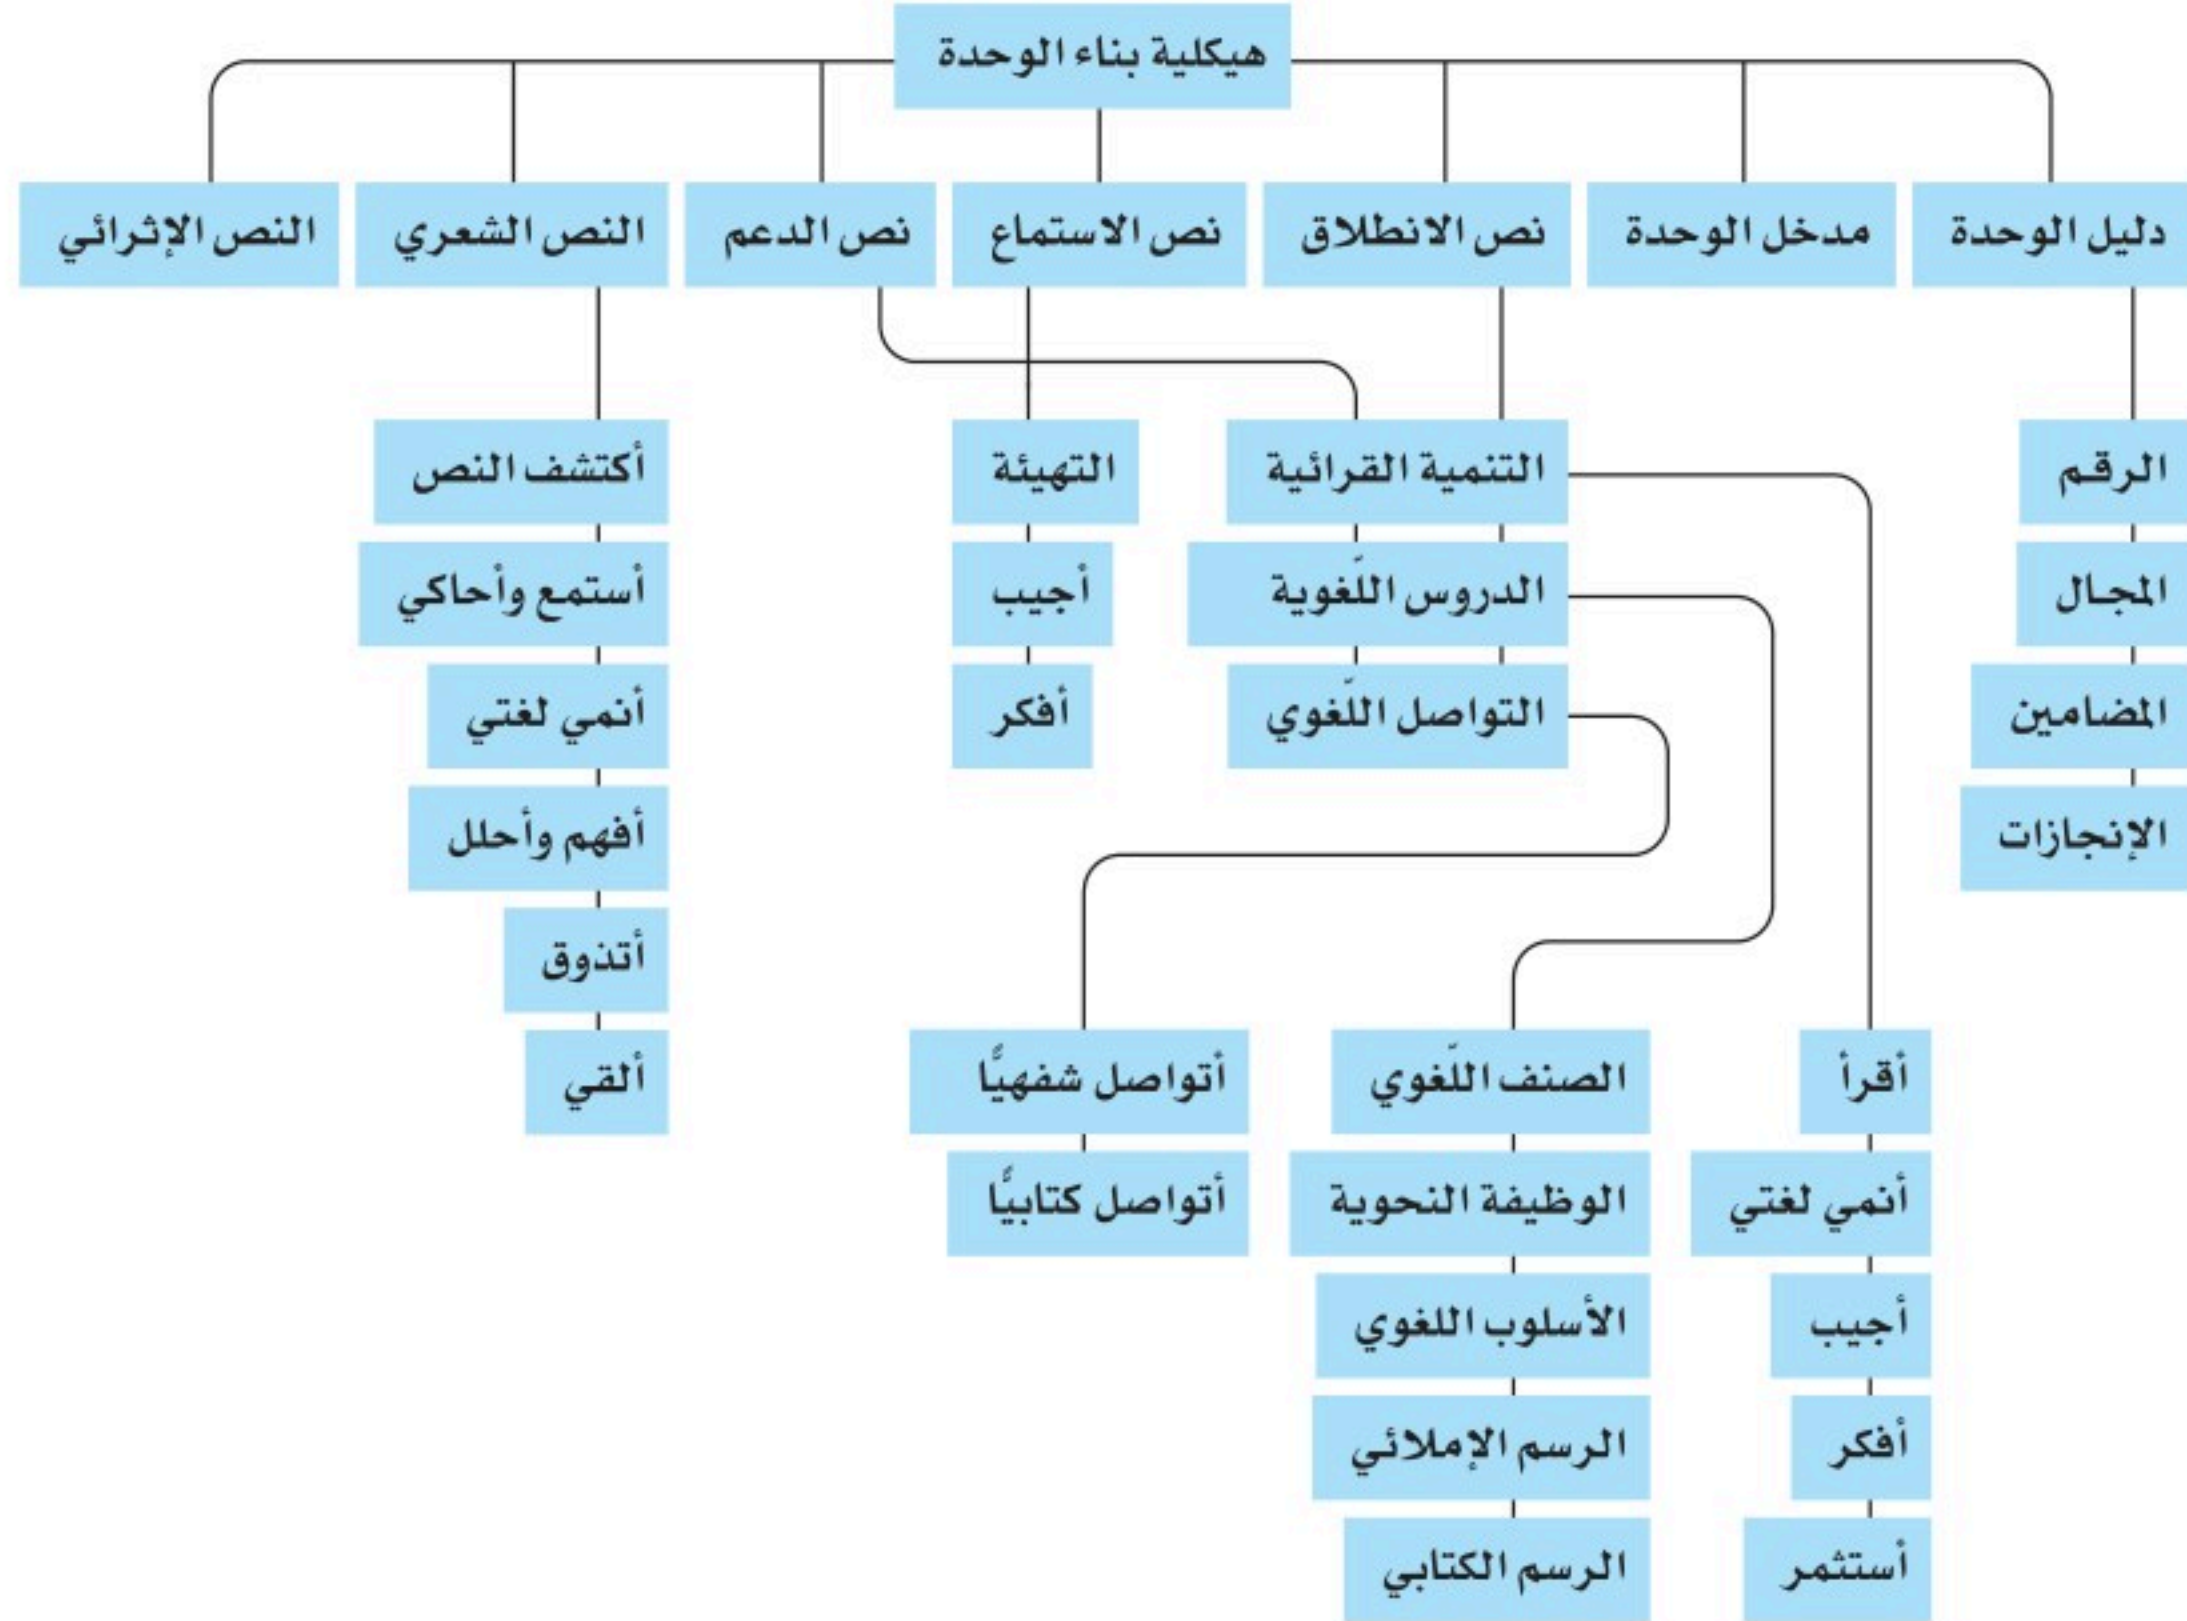 هيكلية بناء الوحدة
دليل الوحدة
مدخل الوحدة
نص الانطلاق
نص الاستماع
نص الدعم
النص الشعري
النص الإثرائي
الرقم
المجال
المضامين
الإنجازات
التنمية القرائية
الدروس اللّغوية
التواصل اللّغوي
التهيئة
أجيب
أفكر
أكتشف النص
أستمع وأحاكي
أنمي لغتي
أفهم وأحلل
أتذوق
ألقي
أقرأ
أنمي لغتي
أجيب
أفكر
أستثمر
الصنف اللّغوي
الوظيفة النحوية
الأسلوب اللغوي
الرسم الإملائي
الرسم الكتابي
أتواصل شفهيًّا
أتواصل كتابيًّا